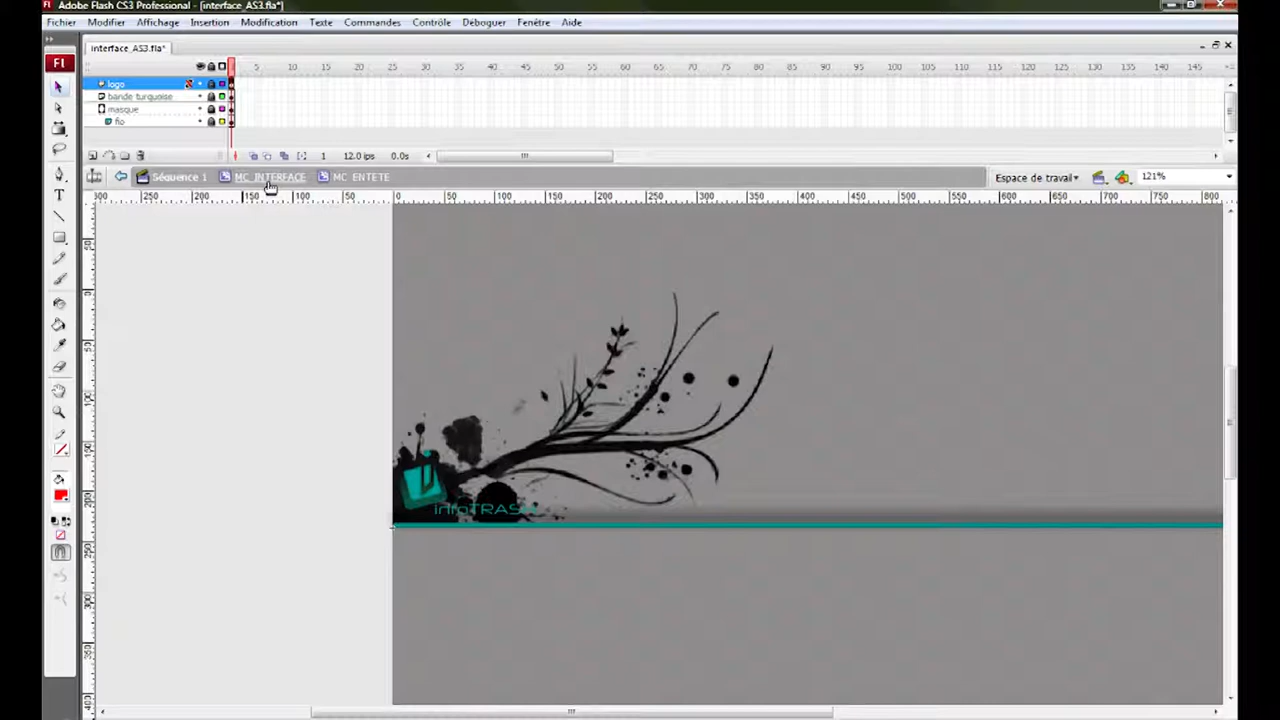 Adobe Flash CS3 Professional - [interface_AS3.fla*]
Fichier Modifier Affichage Insertion Modification Texte Commandes Contrôle Déboguer Fenêtre Aide
interface_AS3.fla*
Fl
5 10 15 20 25 30 35 40 45 50 55 60 65 70 75 80 85 90 95 100 105 110 115 120 125 130 135 140 145
logo
bande turquoise
masque
flo
1 12.0 ips 0.0s
Séquence 1 MC_INTERFACE MC_ENTETE Espace de travail 121%
300 250 200 150 100 50 0 50 100 150 200 250 300 350 400 450 500 550 600 650 700 750 800
infoTRASH